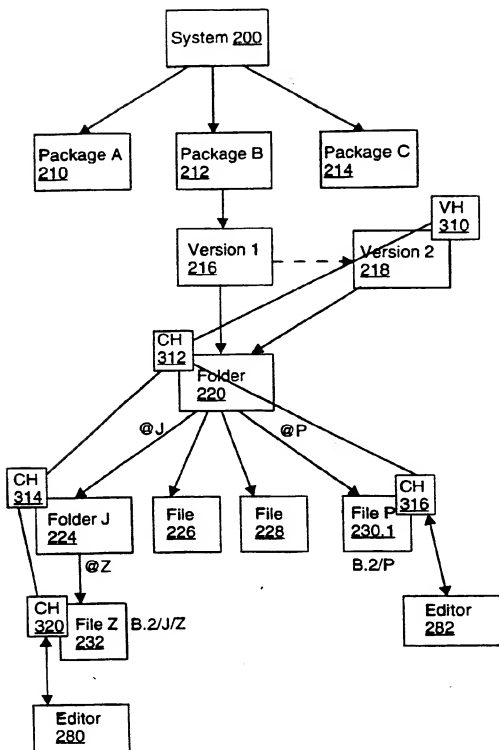 System 200
Package A
210
Package B
212
Package C
214
VH
310
Version 1
216
Version 2
218
CH
312
Folder
220
@J
@P
CH
314
Folder J
224
File
226
File
228
File P
230.1
CH
316
@Z
B.2/P
CH
320
File Z
232
B.2/J/Z
Editor
282
Editor
280